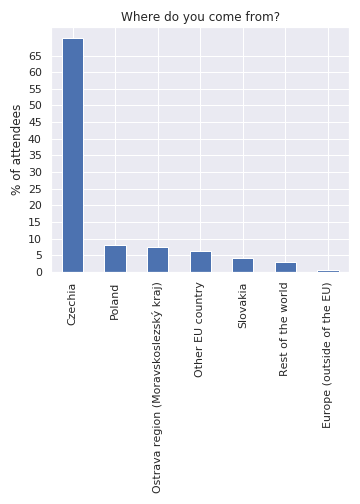 Where do you come from?
% of attendees
65
60
55
50
45
40
35
30
25
20
15
10
5
0
Czechia
Poland
Ostrava region (Moravskoslezský kraj)
Other EU country
Slovakia
Rest of the world
Europe (outside of the EU)